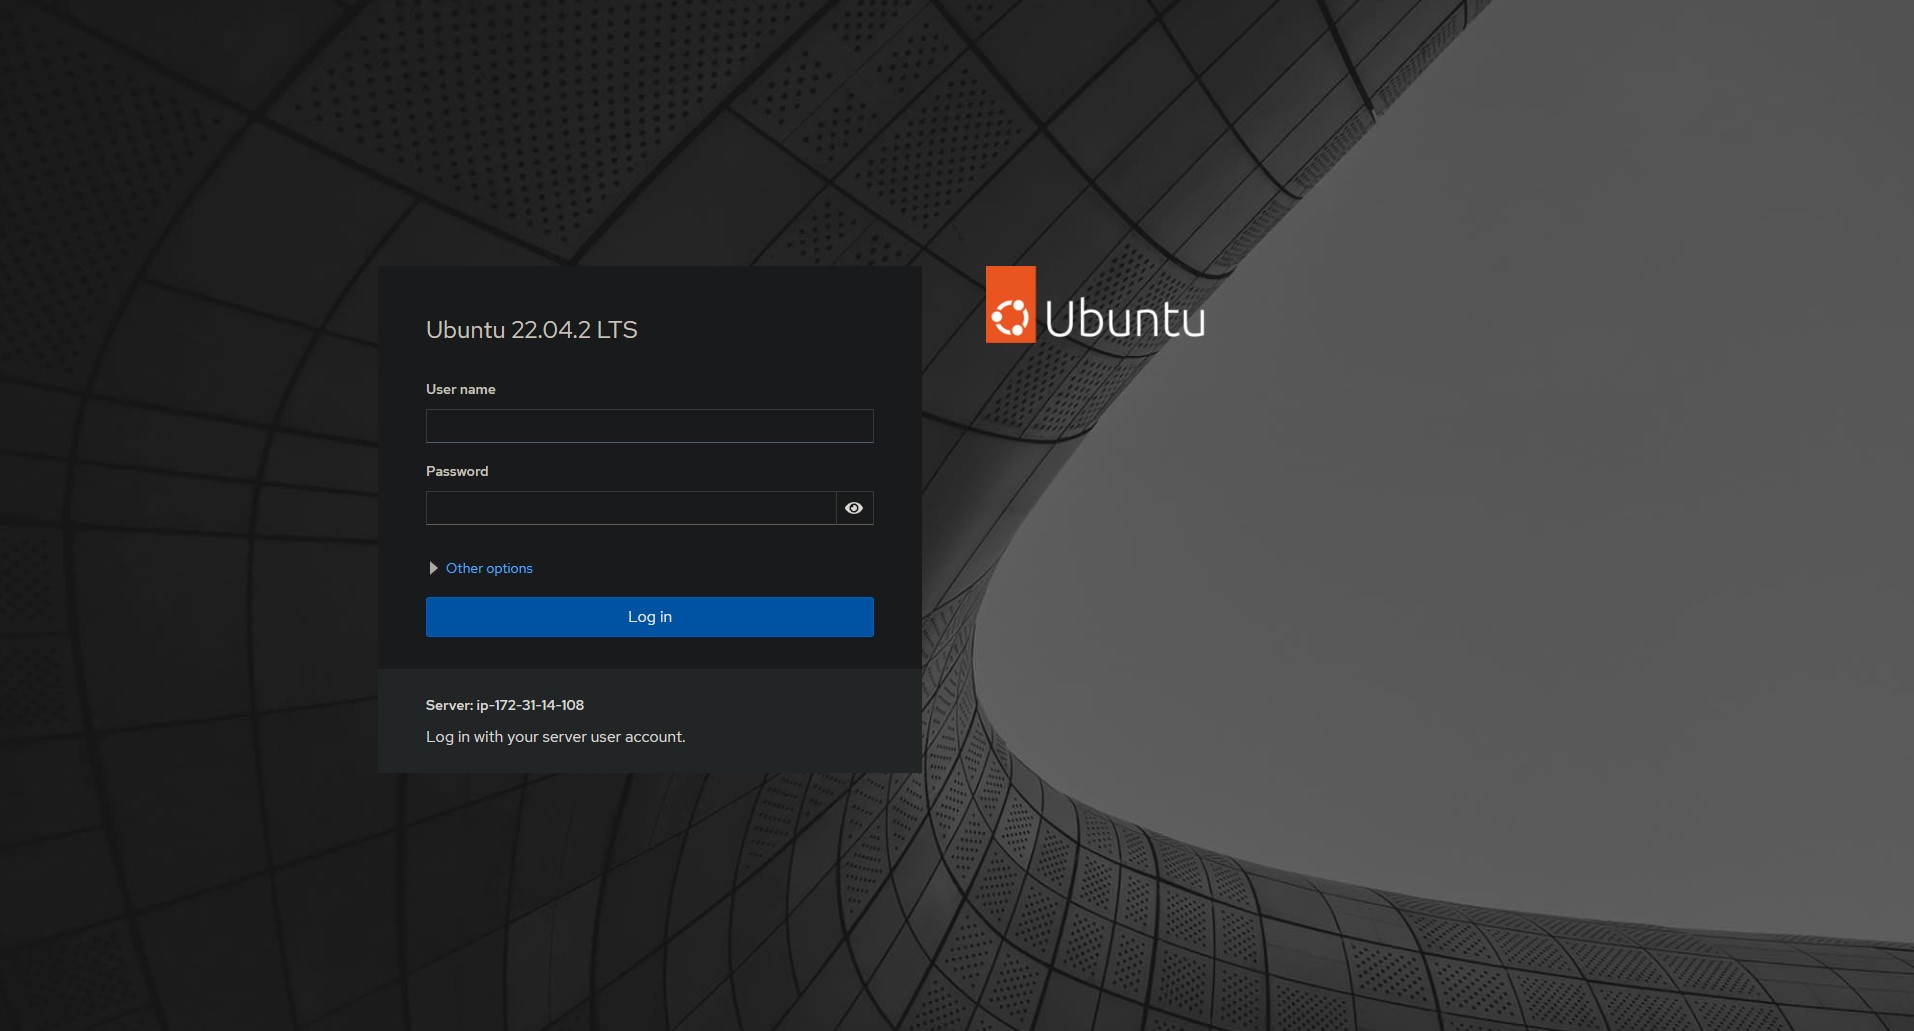 Ubuntu 22.04.2 LTS
User name
Password
Other options
Log in
Server: ip-172-31-14-108
Log in with your server user account.
Ubuntu